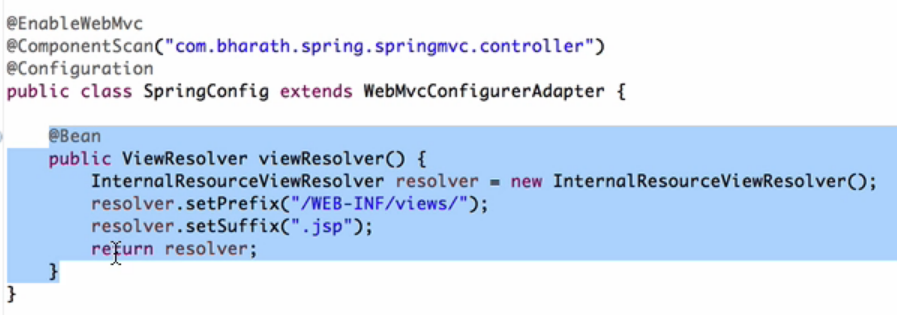 @EnableWebMvc
@ComponentScan("com.bharath.spring.springmvc.controller")
@Configuration
public class SpringConfig extends WebMvcConfigurerAdapter {
@Bean
public ViewResolver viewResolver() {
InternalResourceViewResolver resolver = new InternalResourceViewResolver();
resolver.setPrefix("/WEB-INF/views/");
resolver.setSuffix(".jsp");
return resolver;
}
}